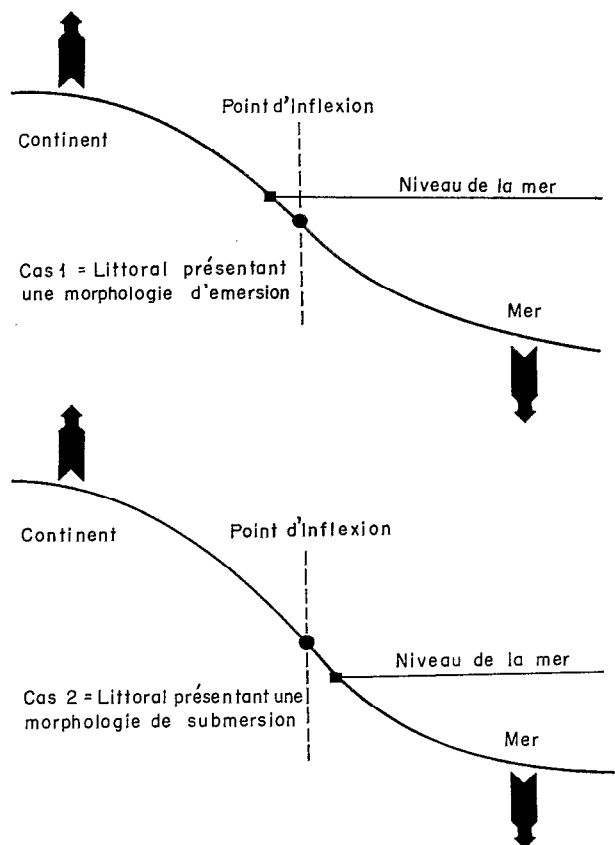 Point d'Inflexion
Continent
Niveau de la mer
Cas 1 = Littoral présentant
une morphologie d'emersion
Mer
Point d'Inflexion
Continent
Niveau de la mer
Cas 2 = Littoral présentant une
morphologie de submersion
Mer